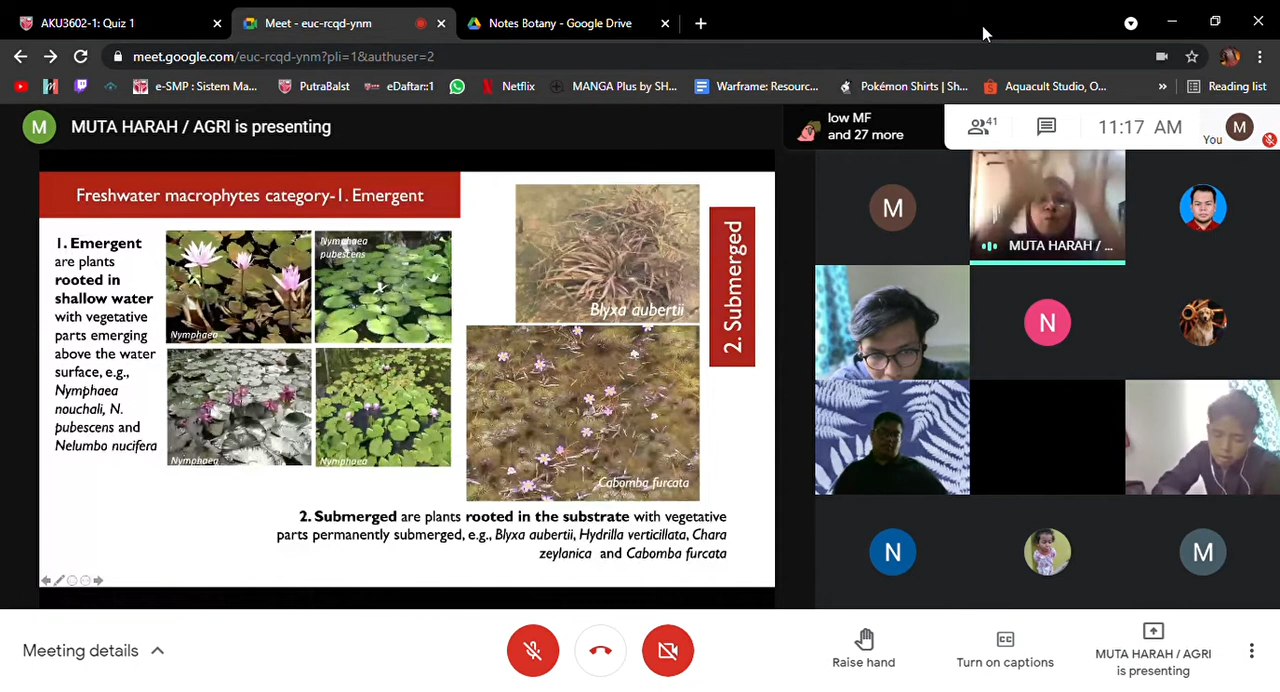 AKU3602-1: Quiz 1
Meet - euc-rcqd-ynm
Notes Botany - Google Drive
meet.google.com/euc-rcqd-ynm?pli=1&authuser=2
e-SMP : Sistem Ma...
PutraBalst
eDaftar::1
Netflix
MANGA Plus by SH...
Warframe: Resourc...
Pokémon Shirts | Sh...
Aquacult Studio, O...
»
Reading list
M
MUTA HARAH / AGRI is presenting
low MF
and 27 more
41
11:17 AM
You
M
Freshwater macrophytes category-1. Emergent
1. Emergent
are plants
rooted in
shallow water
with vegetative
parts emerging
above the water
surface, e.g.,
Nymphaea
nouchali, N.
pubescens and
Nelumbo nucifera
Nymphaea
Nymphaea
pubescens
Nymphaea
Nymphaea
Blyxa aubertii
Cabomba furcata
2. Submerged
2. Submerged are plants rooted in the substrate with vegetative
parts permanently submerged, e.g., Blyxa aubertii, Hydrilla verticillata, Chara
zeylanica and Cabomba furcata
M
MUTA HARAH / ...
N
N
M
Meeting details
Raise hand
Turn on captions
MUTA HARAH / AGRI
is presenting